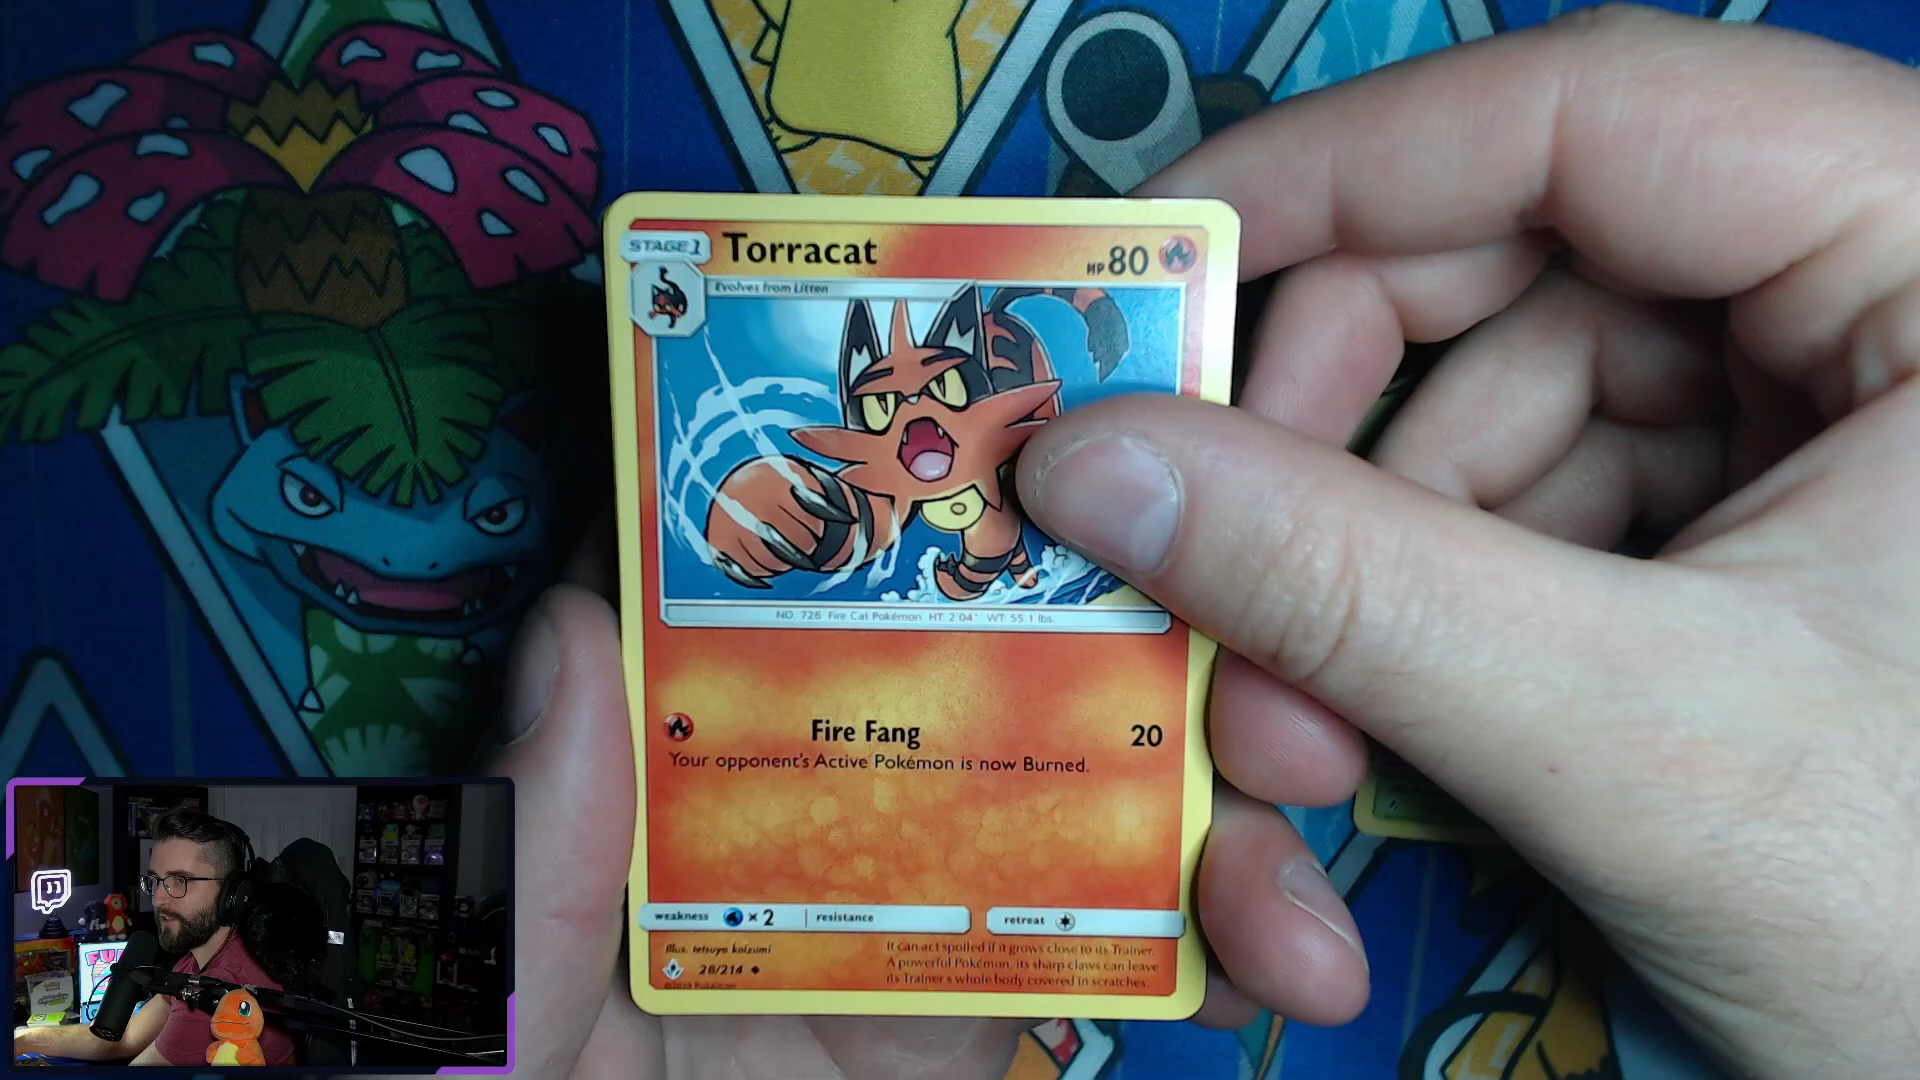 STAGE 1
Torracat
HP 80
Evolves from Litten
NO. 726 Fire Cat Pokémon HT: 2'04" WT: 55.1 lbs.
Fire Fang 20
Your opponent's Active Pokémon is now Burned.
weakness ×2 resistance retreat
Illus. tetsuya koizumi
28/214
©2019 Pokémon
It can act spoiled if it grows close to its Trainer.
A powerful Pokémon, its sharp claws can leave
its Trainer's whole body covered in scratches.